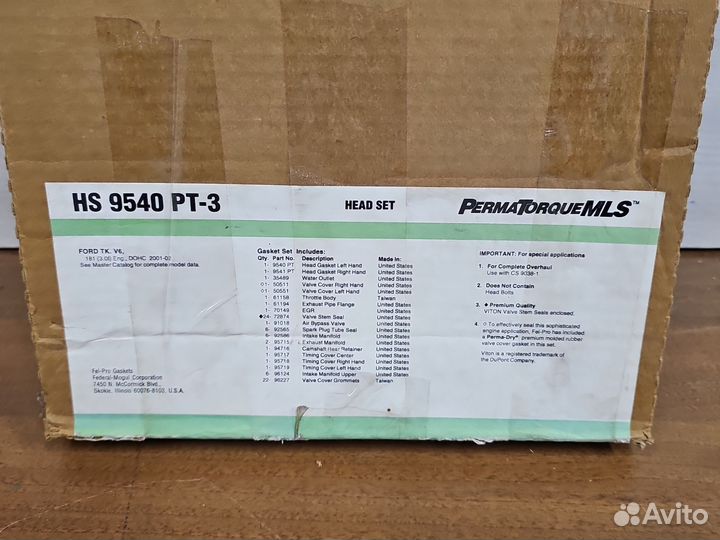 HS 9540 PT-3
HEAD SET
PERMATORQUEMLS™
FORD TK. V6,
181 (3.0L) Eng., DOHC 2001-02
See Master Catalog for complete model data.
Gasket Set Includes:
Qty. Part No. Description Made in:
1- 9540 PT Head Gasket Left Hand United States
1- 9541 PT Head Gasket Right Hand United States
1- 35489 Water Outlet United States
◇1- 50511 Valve Cover Right Hand United States
◇1- 50551 Valve Cover Left Hand United States
1- 61158 Throttle Body Taiwan
1- 61194 Exhaust Pipe Flange United States
1- 70149 EGR United States
◆24- 72874 Valve Stem Seal United States
1- 91018 Air Bypass Valve United States
6- 92565 Spark Plug Tube Seal United States
6- 92586 Intake Manifold United States
2- 95715 Exhaust Manifold United States
1- 94716 Camshaft Rear Retainer United States
1- 95717 Timing Cover Center United States
1- 95718 Timing Cover Right Hand United States
1- 95719 Timing Cover Left Hand United States
6- 96124 Intake Manifold Upper United States
22- 96227 Valve Cover Grommets Taiwan
IMPORTANT: For special applications
1. For Complete Overhaul
Use with CS 9038-1
2. Does Not Contain
Head Bolts
3. ◆ Premium Quality
VITON Valve Stem Seals enclosed.
4. ◇ To effectively seal this sophisticated
engine application, Fel-Pro has included
a Perma-Dry® premium molded rubber
valve cover gasket in this set.
Viton is a registered trademark of
the DuPont Company.
Fel-Pro Gaskets
Federal-Mogul Corporation
7450 N. McCormick Blvd.,
Skokie, Illinois 60076-8103, U.S.A.
Avito